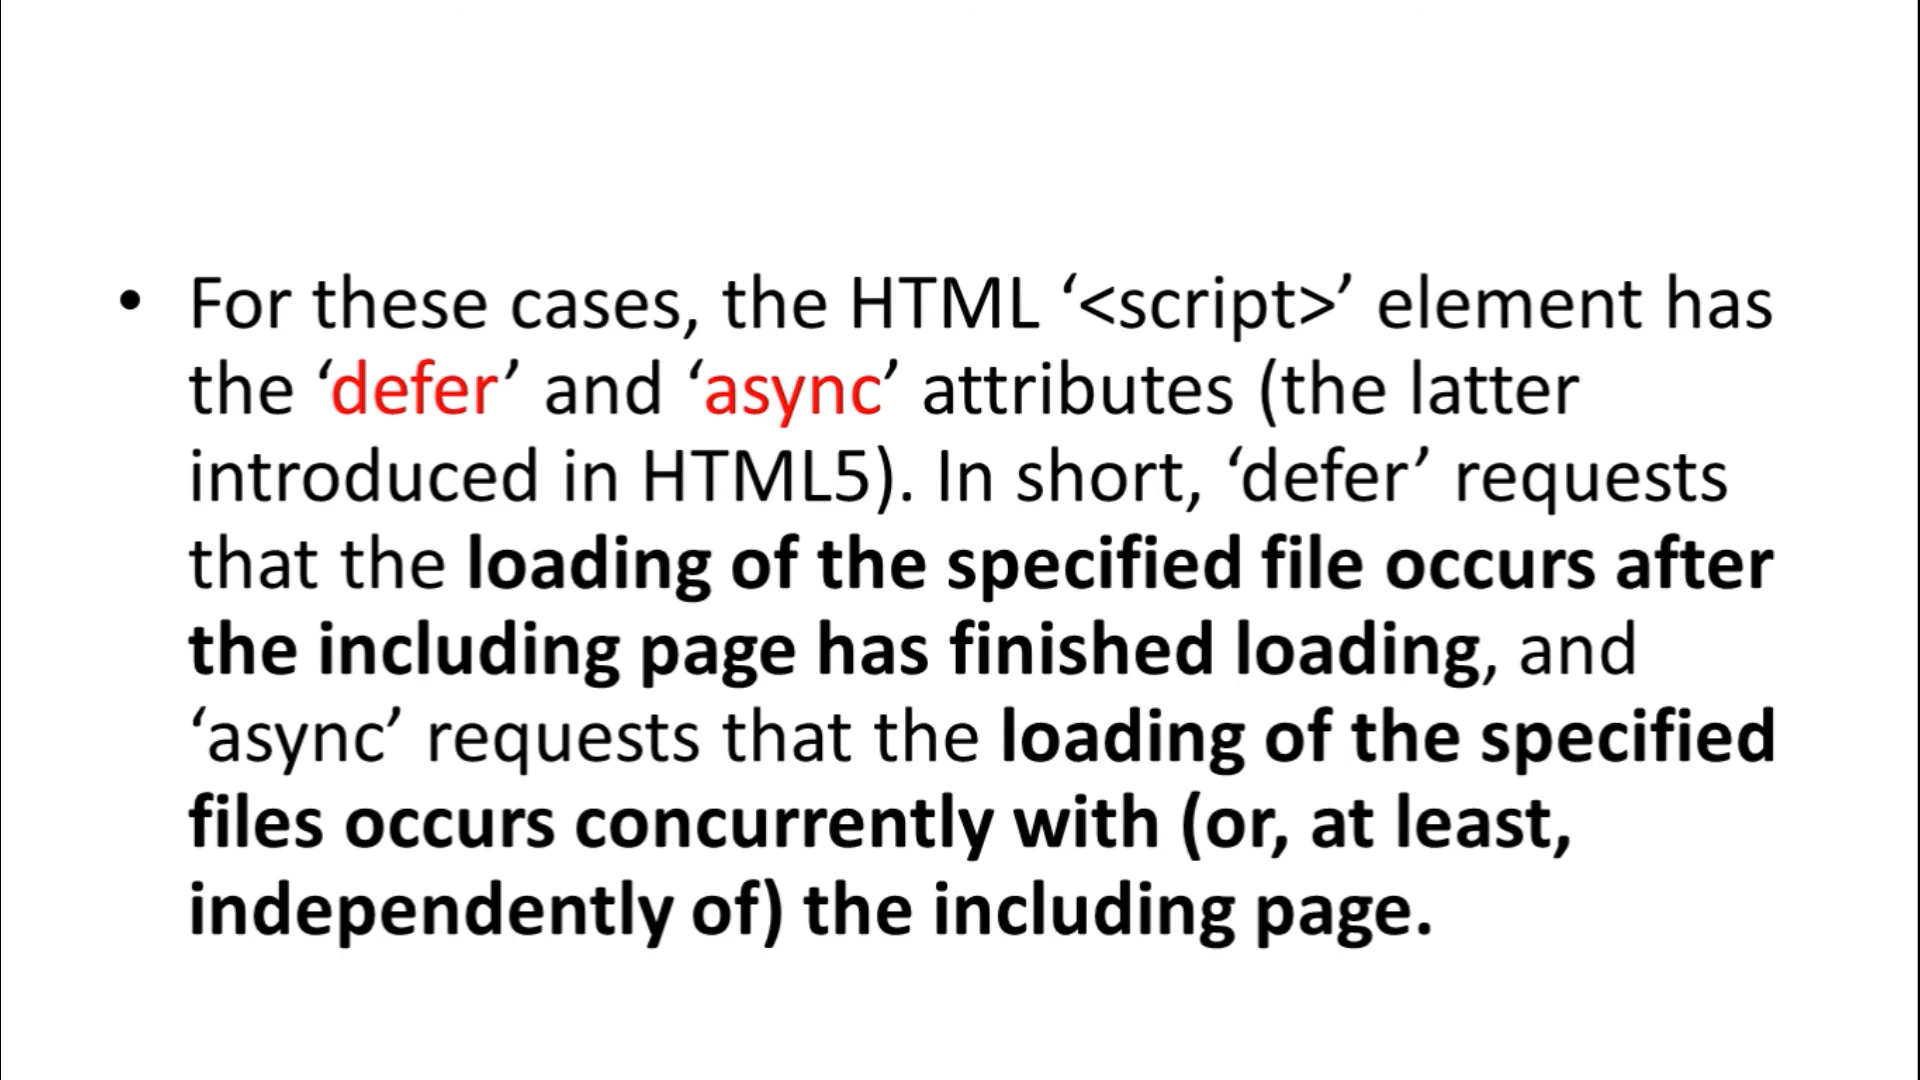 • For these cases, the HTML ‘<script>’ element has
the ‘defer’ and ‘async’ attributes (the latter
introduced in HTML5). In short, ‘defer’ requests
that the loading of the specified file occurs after
the including page has finished loading, and
‘async’ requests that the loading of the specified
files occurs concurrently with (or, at least,
independently of) the including page.